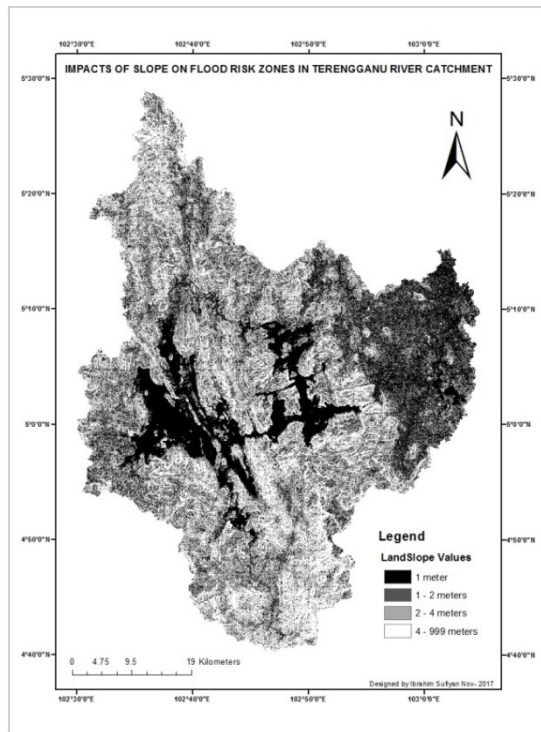 102°30'0"E 102°40'0"E 102°50'0"E 103°0'0"E
5°30'0"N 5°30'0"N
IMPACTS OF SLOPE ON FLOOD RISK ZONES IN TERENGGANU RIVER CATCHMENT
N
5°20'0"N 5°20'0"N
5°10'0"N 5°10'0"N
5°0'0"N 5°0'0"N
4°50'0"N 4°50'0"N
Legend
LandSlope Values
1 meter
1 - 2 meters
2 - 4 meters
4 - 999 meters
4°40'0"N 4°40'0"N
0 4.75 9.5 19 Kilometers
Designed by Ibrahim Sufiyan Nov- 2017
102°30'0"E 102°40'0"E 102°50'0"E 103°0'0"E